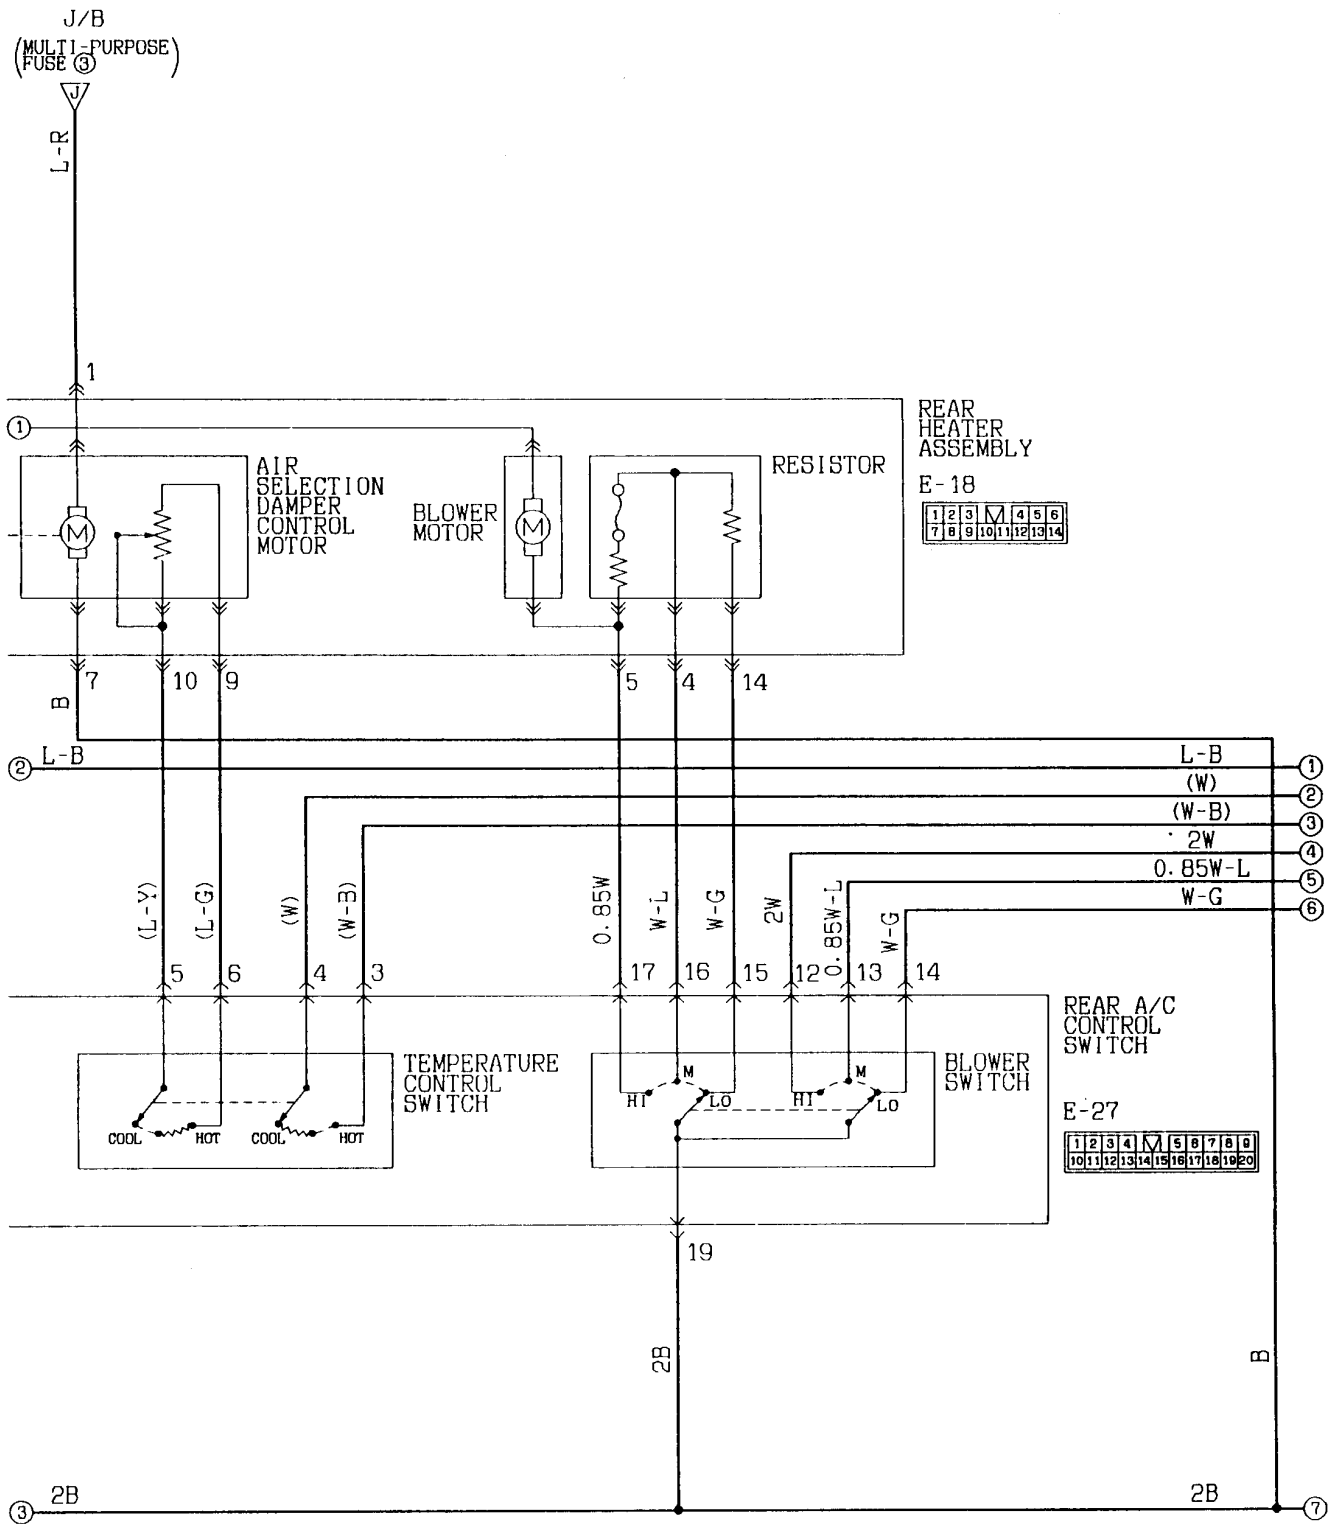 J/B
(MULTI-PURPOSE
FUSE ③)
J
L-R
1
①
REAR
HEATER
ASSEMBLY
E-18
1 2 3 4 5 6
7 8 9 10 11 12 13 14
AIR
SELECTION
DAMPER
CONTROL
MOTOR
M
BLOWER
MOTOR
M
RESISTOR
7
10
9
5
4
14
B
② L-B
L-B ①
(W) ②
(W-B) ③
2W ④
0.85W-L ⑤
W-G ⑥
(L-Y)
(L-G)
(W)
(W-B)
0.85W
W-L
W-G
2W
0.85W-L
W-G
5
6
4
3
17
16
15
12
13
14
REAR A/C
CONTROL
SWITCH
TEMPERATURE
CONTROL
SWITCH
COOL
HOT
COOL
HOT
HI
M
LO
HI
M
LO
BLOWER
SWITCH
E-27
1 2 3 4 5 6 7 8 9
10 11 12 13 14 15 16 17 18 19 20
19
2B
B
③ 2B
2B ⑦